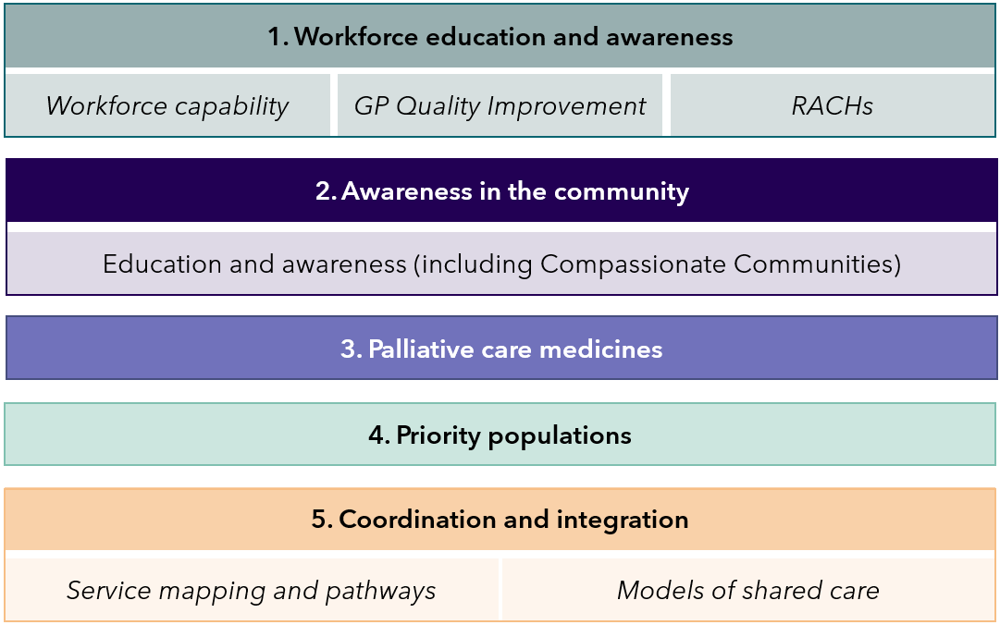 1. Workforce education and awareness
Workforce capability
GP Quality Improvement
RACHs
2. Awareness in the community
Education and awareness (including Compassionate Communities)
3. Palliative care medicines
4. Priority populations
5. Coordination and integration
Service mapping and pathways
Models of shared care